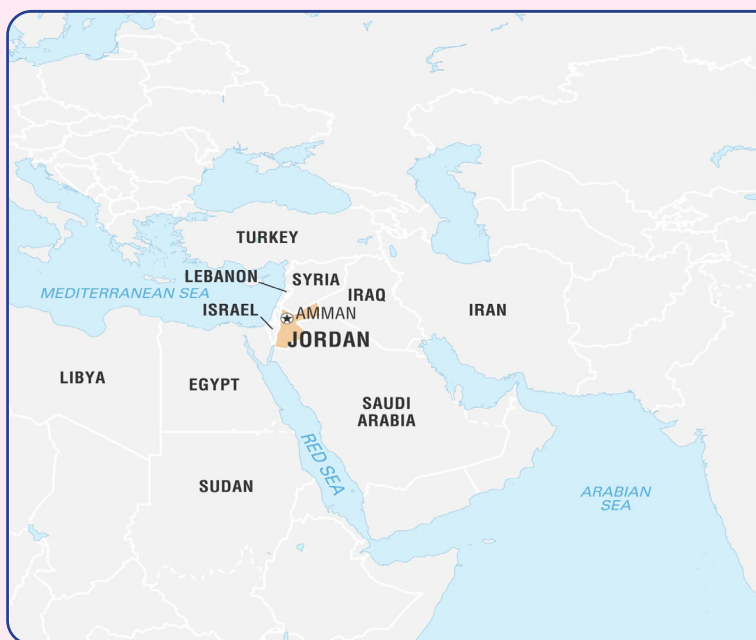 TURKEY
LEBANON
SYRIA
MEDITERRANEAN SEA
IRAQ
ISRAEL
AMMAN
IRAN
JORDAN
LIBYA
EGYPT
SAUDI
ARABIA
RED SEA
SUDAN
ARABIAN
SEA